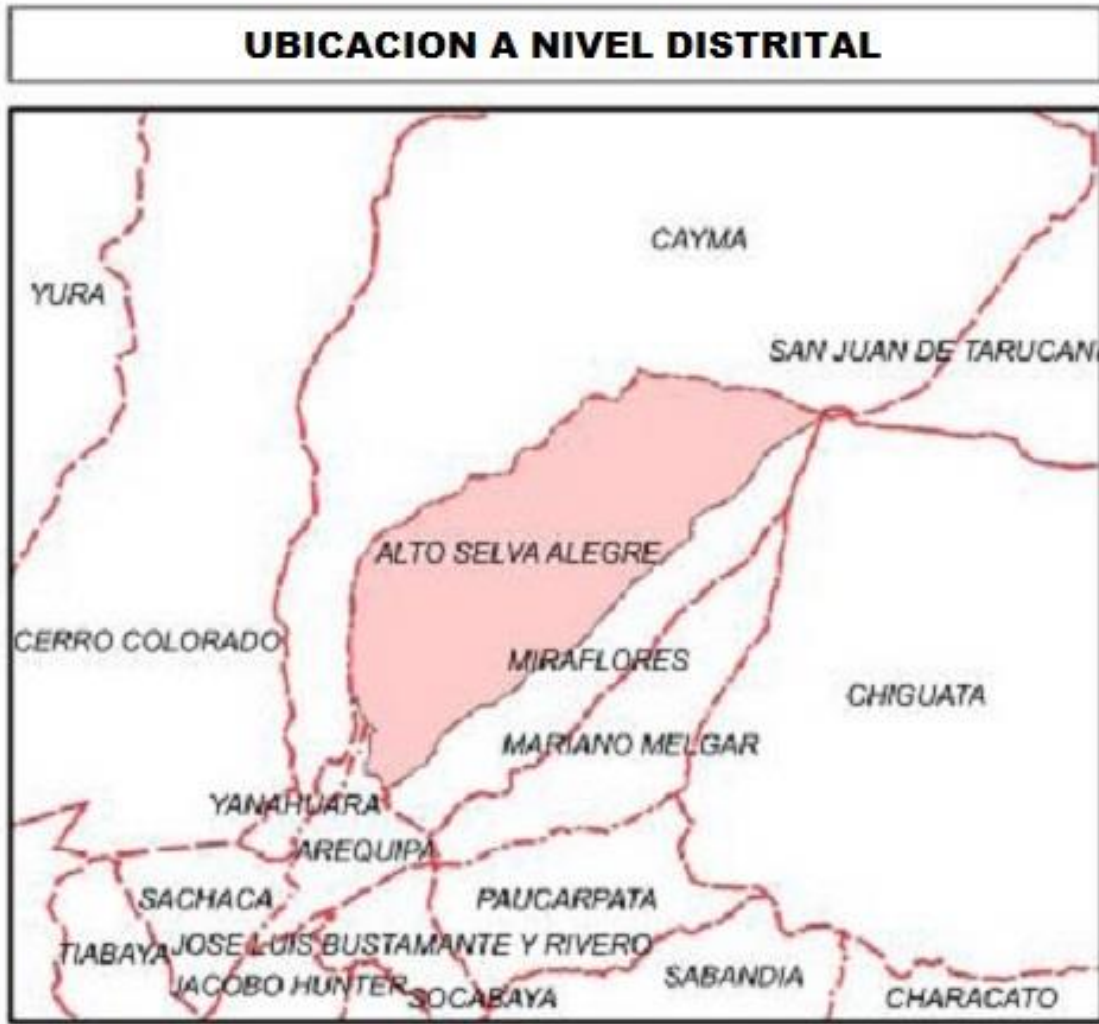 UBICACION A NIVEL DISTRITAL
CAYMA
YURA
SAN JUAN DE TARUCANI
ALTO SELVA ALEGRE
CERRO COLORADO
MIRAFLORES
CHIGUATA
MARIANO MELGAR
YANAHUARA
AREQUIPA
SACHACA
PAUCARPATA
TIABAYA
JOSE LUIS BUSTAMANTE Y RIVERO
JACOBO HUNTER
SOCABAYA
SABANDIA
CHARACATO